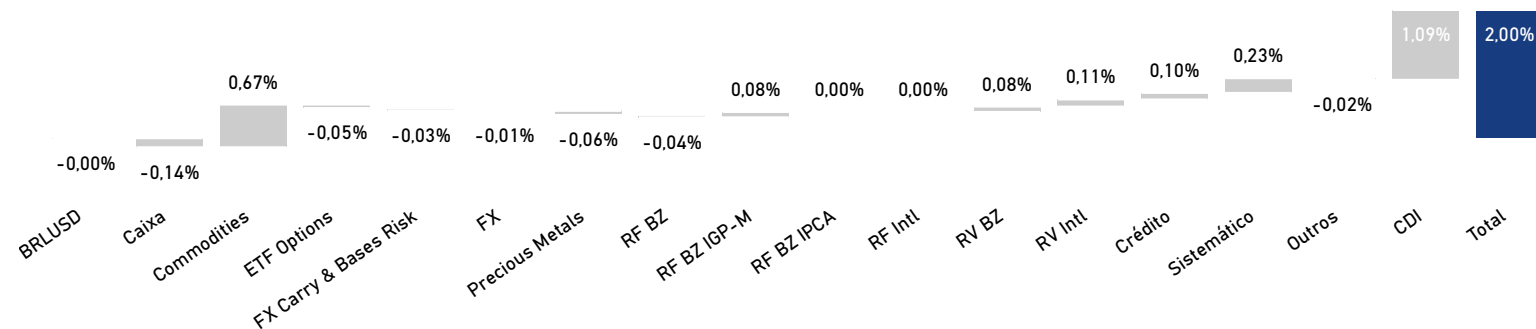 -0,00%
-0,14%
0,67%
-0,05%
-0,03%
-0,01%
-0,06%
-0,04%
0,08%
0,00%
0,00%
0,08%
0,11%
0,10%
0,23%
-0,02%
1,09%
2,00%
BRLUSD
Caixa
Commodities
ETF Options
FX Carry & Bases Risk
FX
Precious Metals
RF BZ
RF BZ IGP-M
RF BZ IPCA
RF Intl
RV BZ
RV Intl
Crédito
Sistemático
Outros
CDI
Total